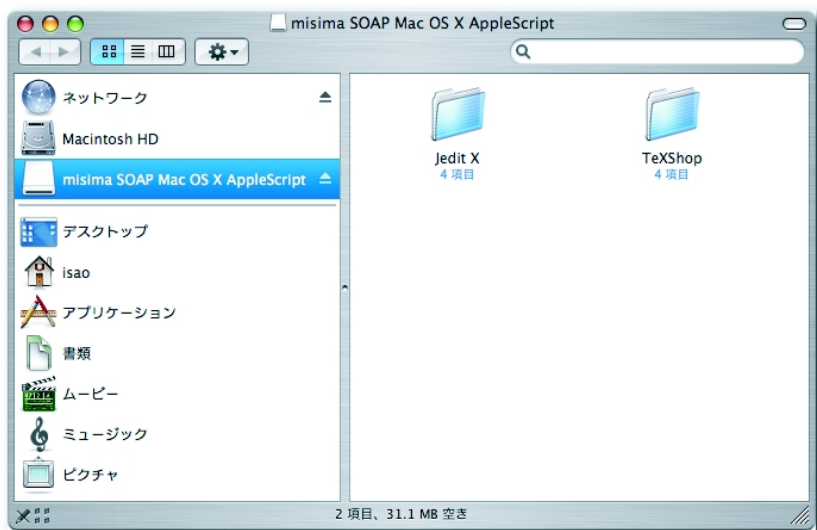 misima SOAP Mac OS X AppleScript
ネットワーク
Macintosh HD
misima SOAP Mac OS X AppleScript
デスクトップ
isao
アプリケーション
書類
ムービー
ミュージック
ピクチャ
Jedit X
4 項目
TeXShop
4 項目
2 項目、31.1 MB 空き